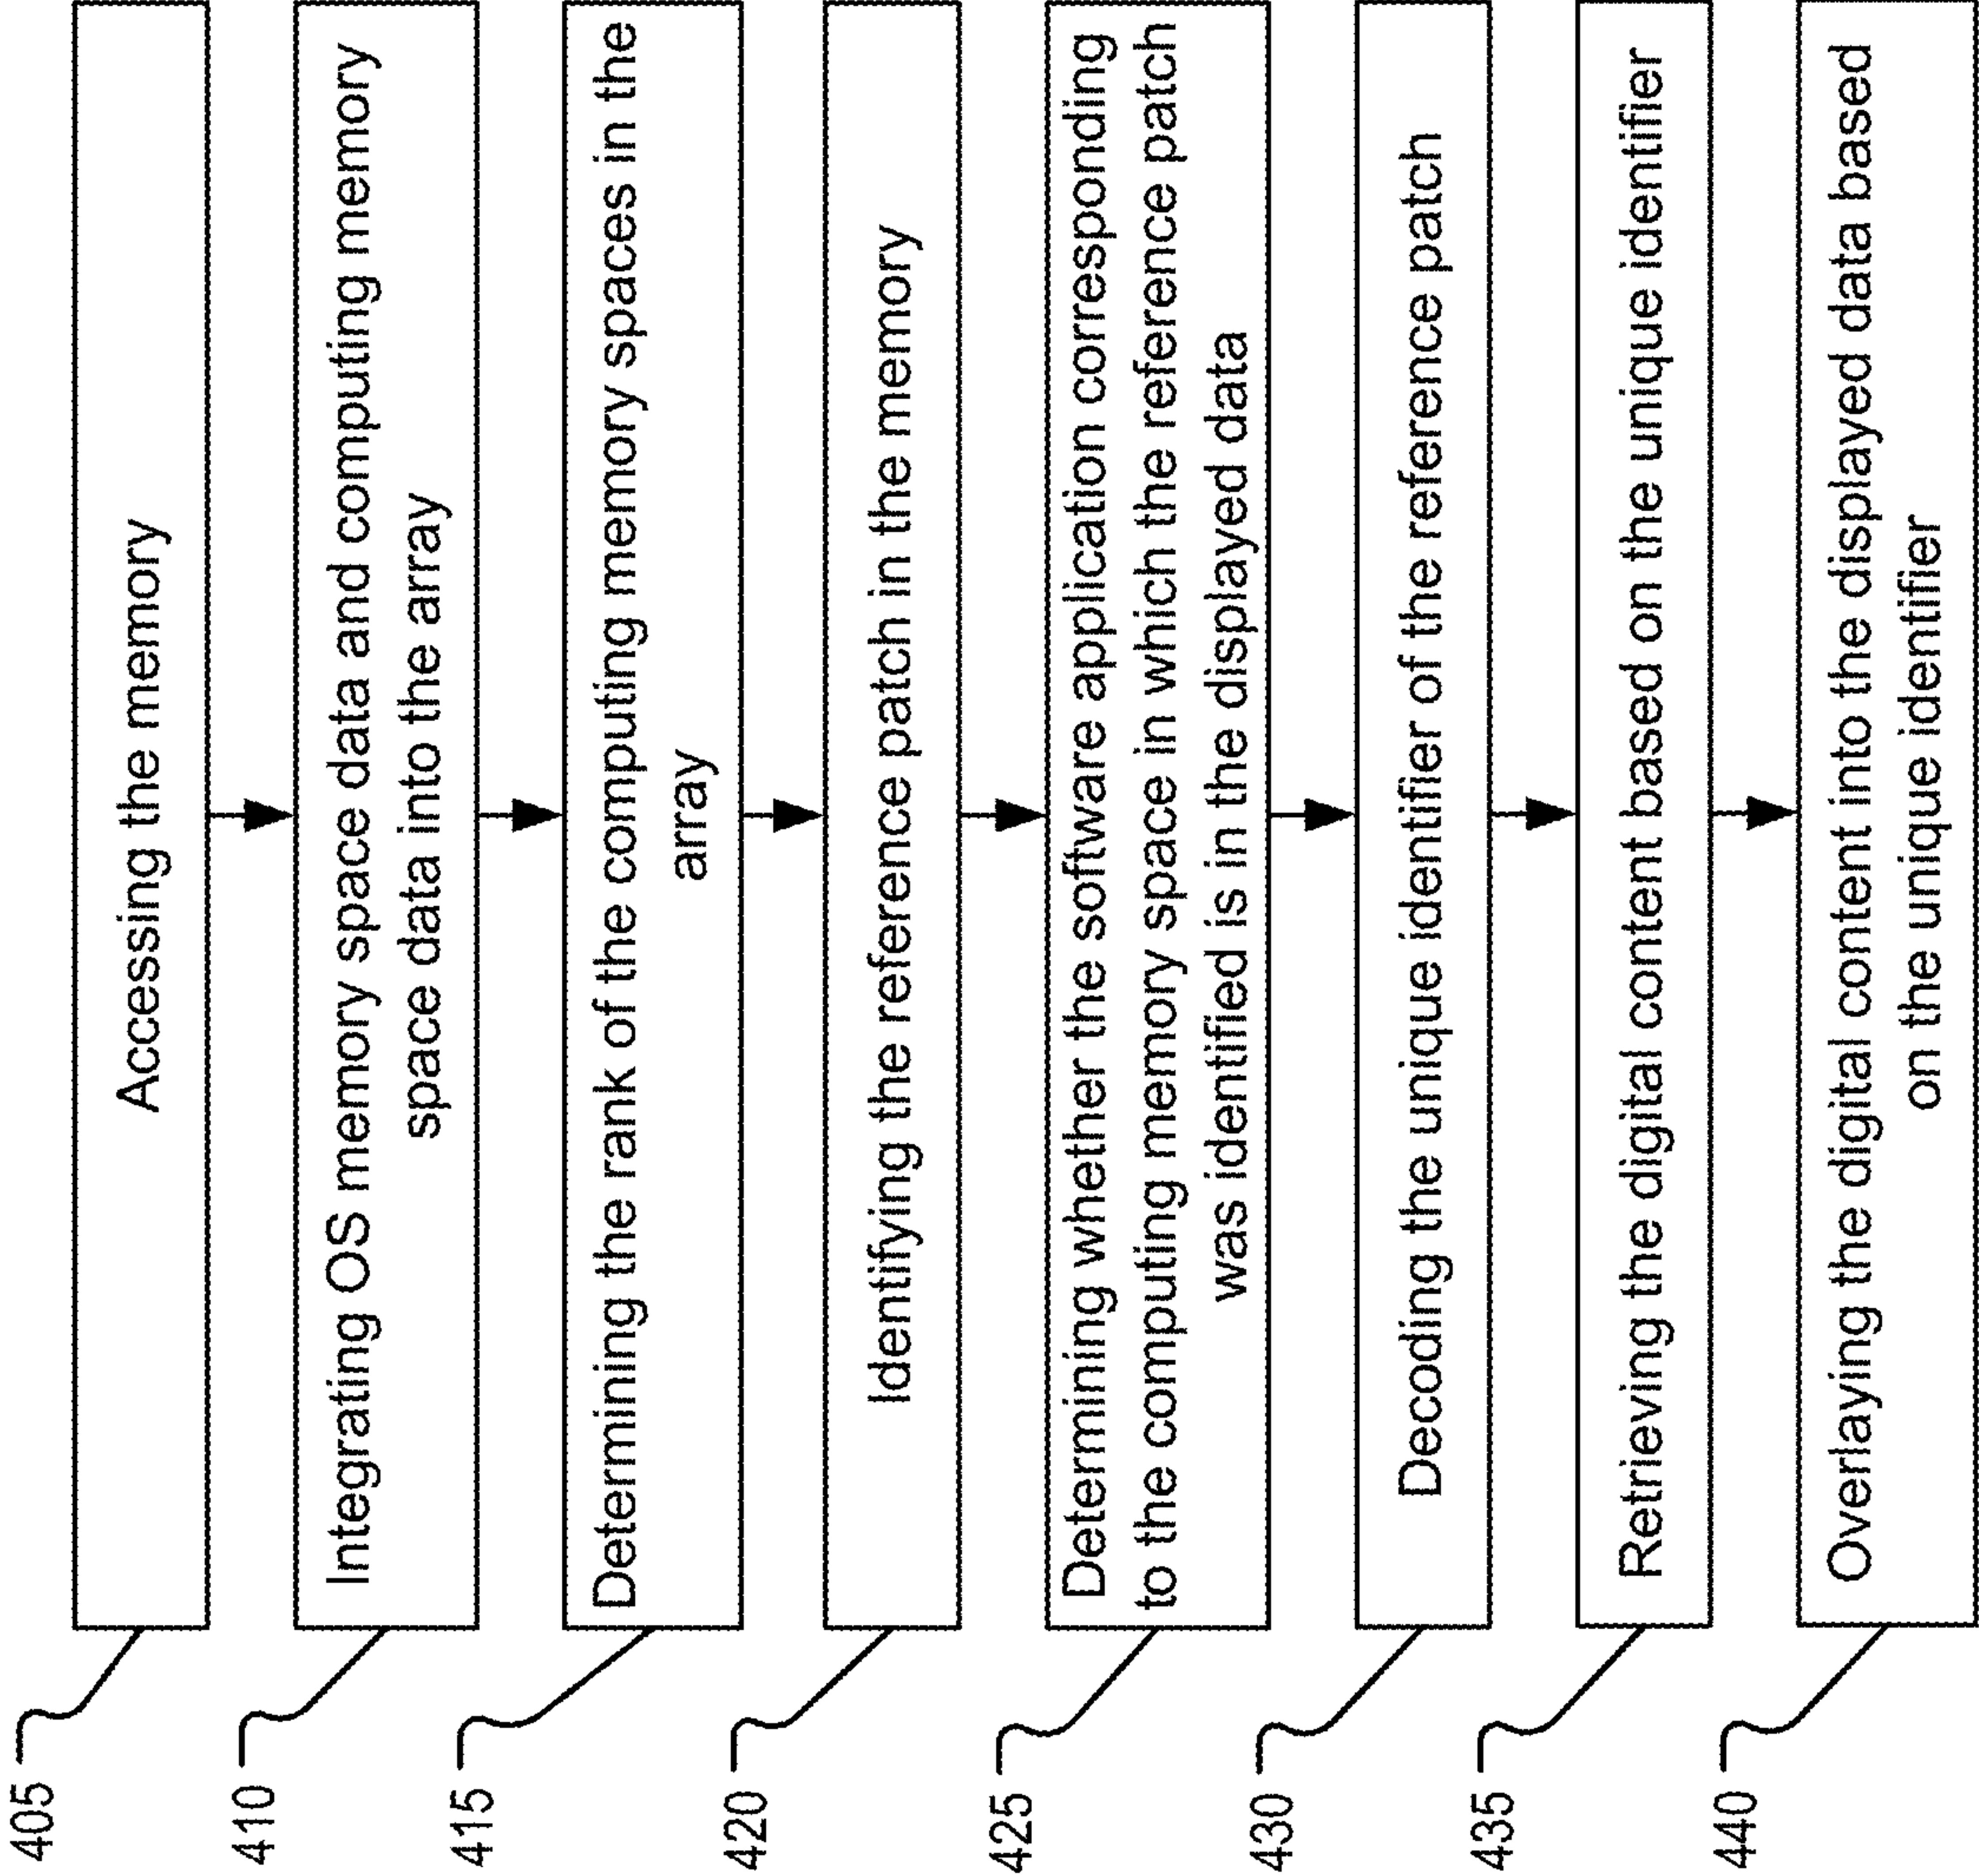 405
Accessing the memory
410
Integrating OS memory space data and computing memory
space data into the array
415
Determining the rank of the computing memory spaces in the
array
420
Identifying the reference patch in the memory
425
Determining whether the software application corresponding
to the computing memory space in which the reference patch
was identified is in the displayed data
430
Decoding the unique identifier of the reference patch
435
Retrieving the digital content based on the unique identifier
440
Overlaying the digital content into the displayed data based
on the unique identifier